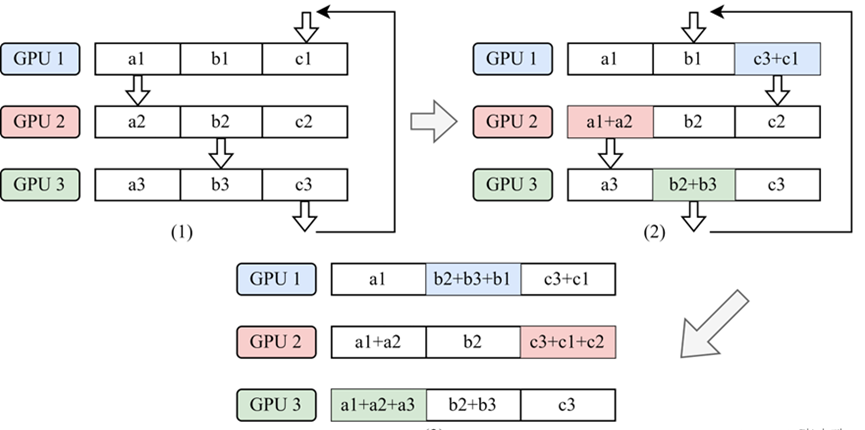 GPU 1 a1 b1 c1
GPU 2 a2 b2 c2
GPU 3 a3 b3 c3
(1)
GPU 1 a1 b1 c3+c1
GPU 2 a1+a2 b2 c2
GPU 3 a3 b2+b3 c3
(2)
GPU 1 a1 b2+b3+b1 c3+c1
GPU 2 a1+a2 b2 c3+c1+c2
GPU 3 a1+a2+a3 b2+b3 c3